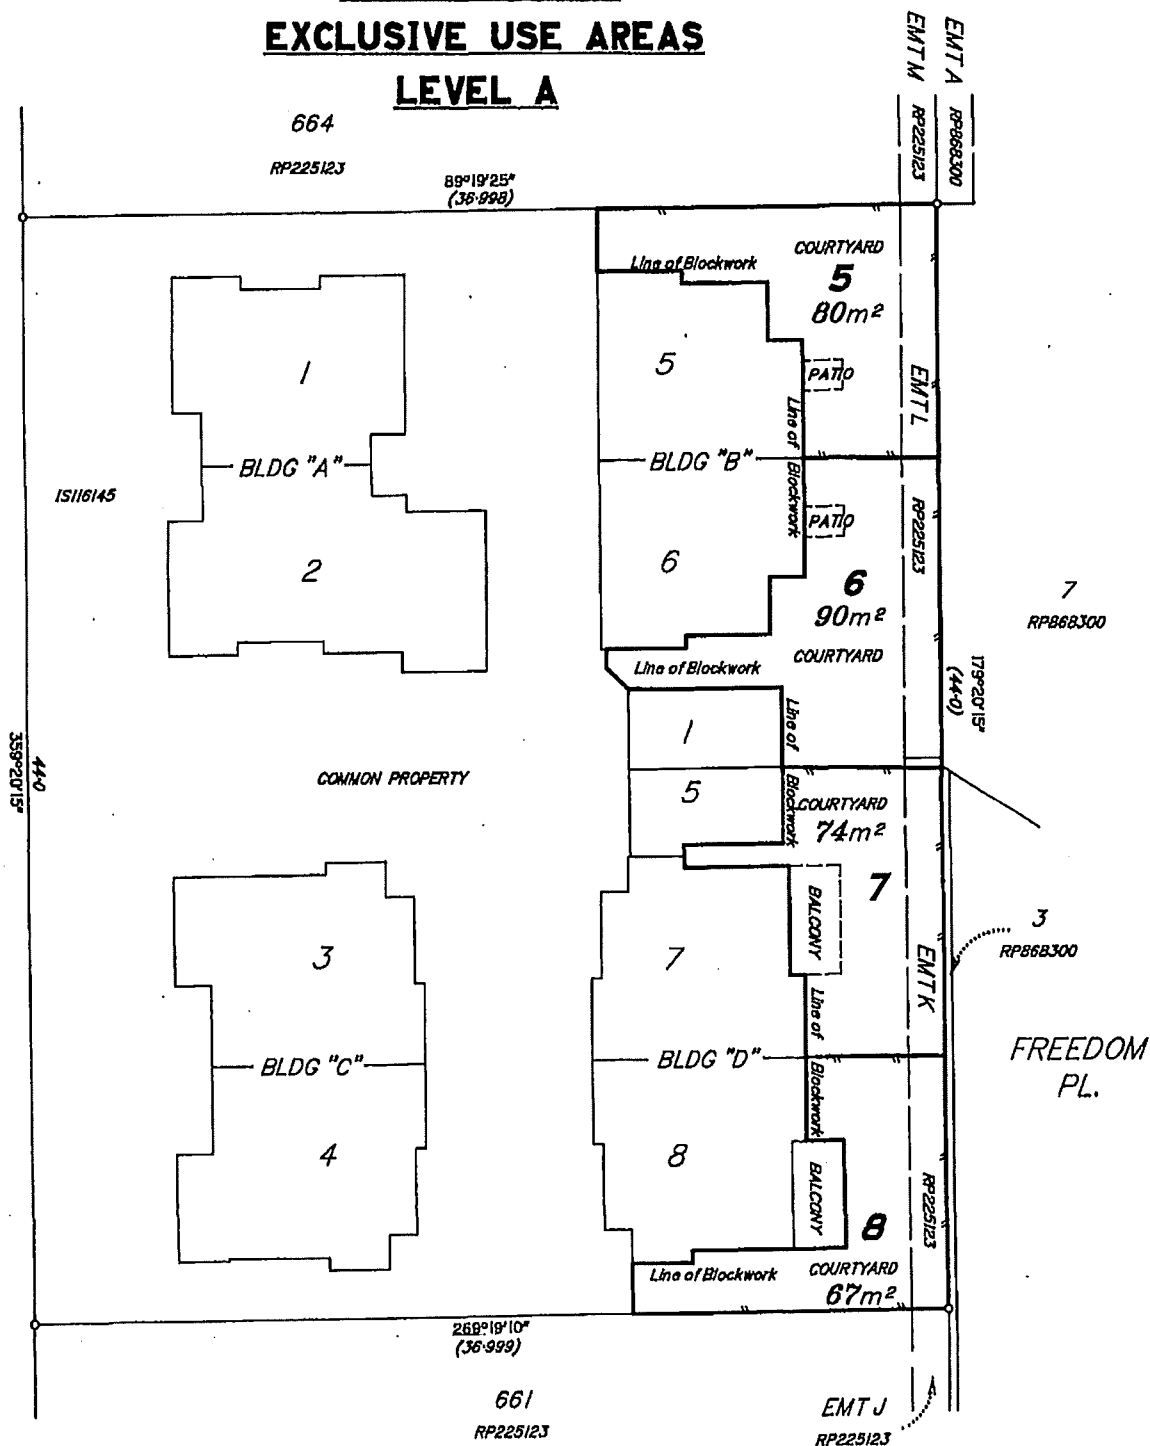 EXCLUSIVE USE AREAS
LEVEL A
EMT M RP225123
EMT A RP868300
664
RP225123
89°19'25"
(36·998)
COURTYARD
5
80m²
Line of Blockwork
1
5
PATIO
EMT L
Line of Blockwork
BLDG "A"
BLDG "B"
IS116145
RP225123
PATIO
2
6
6
90m²
7
RP868300
COURTYARD
Line of Blockwork
179°20'15"
(44·0)
1
Line of Blockwork
COMMON PROPERTY
44·0
359°20'15"
5
COURTYARD
74m²
7
BALCONY
3
RP868300
3
7
EMT K
Line of Blockwork
FREEDOM
PL.
BLDG "C"
BLDG "D"
4
8
BALCONY
RP225123
8
Line of Blockwork
COURTYARD
67m²
269°19'10"
(36·999)
661
RP225123
EMT J
RP225123